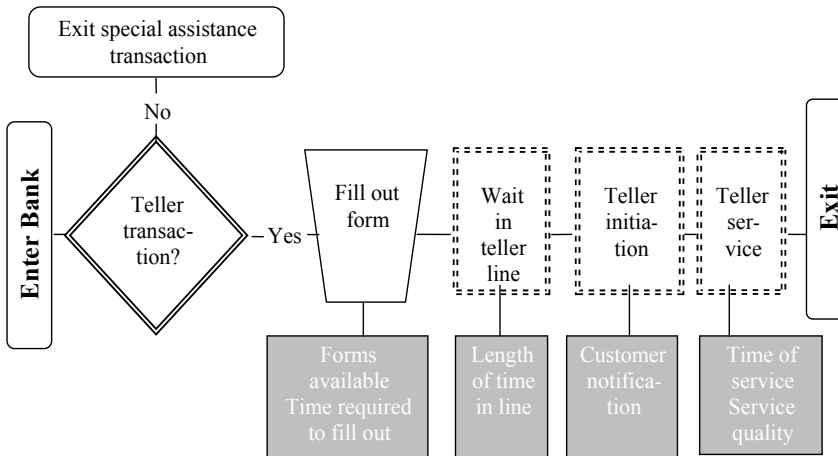 Exit special assistance
transaction
No
Enter Bank
Teller
transac-
tion?
Yes
Fill out
form
Wait
in
teller
line
Teller
initiation
Teller
ser-
vice
Exit
Forms
available
Time required
to fill out
Length
of time
in line
Customer
notifica-
tion
Time of
service
Service
quality